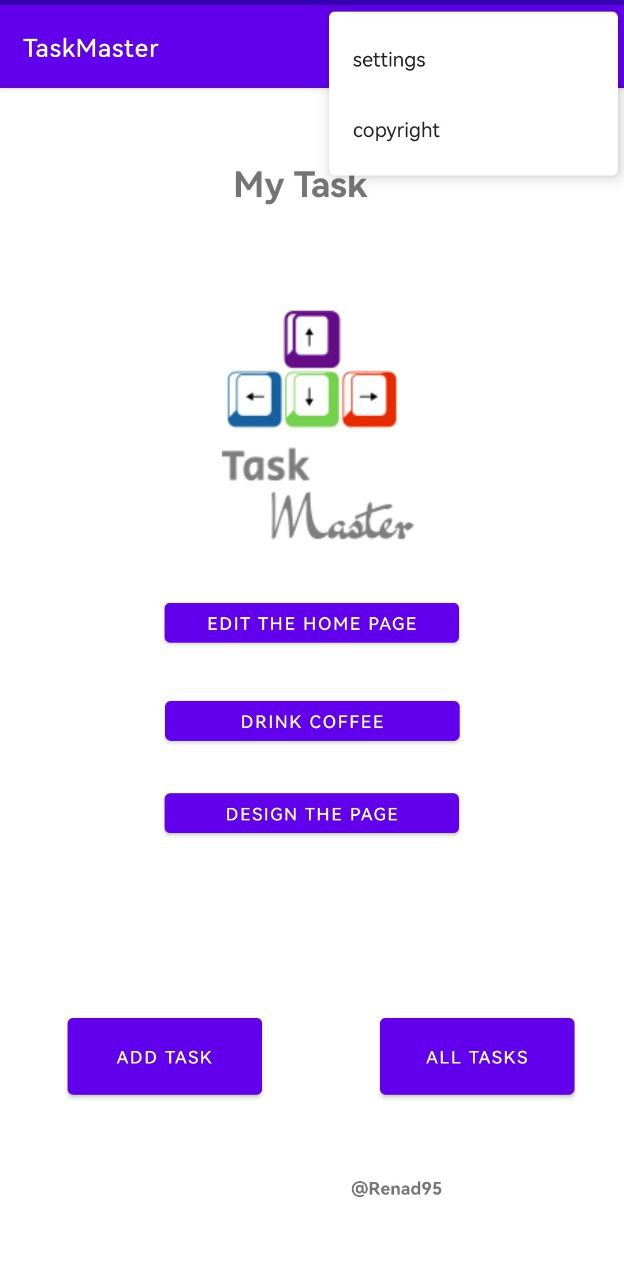 TaskMaster
settings
copyright
My Task
↑
← ↓ →
Task
Master
EDIT THE HOME PAGE
DRINK COFFEE
DESIGN THE PAGE
ADD TASK
ALL TASKS
@Renad95